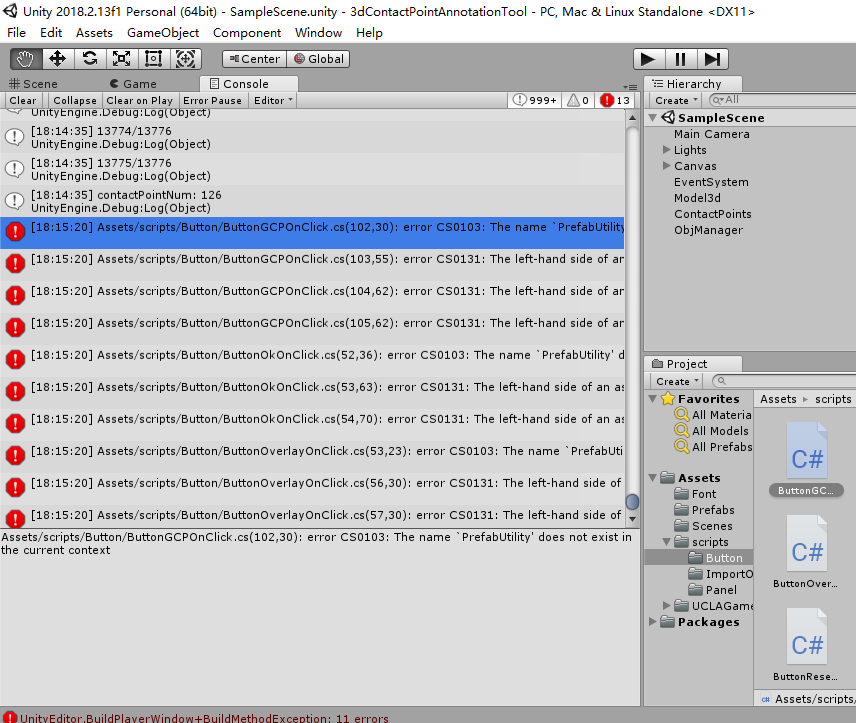 Unity 2018.2.13f1 Personal (64bit) - SampleScene.unity - 3dContactPointAnnotationTool - PC, Mac & Linux Standalone <DX11>
File Edit Assets GameObject Component Window Help
Center Global
Scene Game Console
Clear Collapse Clear on Play Error Pause Editor 999+ 0 13
UnityEngine.Debug:Log(Object)
[18:14:35] 13774/13776
UnityEngine.Debug:Log(Object)
[18:14:35] 13775/13776
UnityEngine.Debug:Log(Object)
[18:14:35] contactPointNum: 126
UnityEngine.Debug:Log(Object)
[18:15:20] Assets/scripts/Button/ButtonGCPOnClick.cs(102,30): error CS0103: The name `PrefabUtility
[18:15:20] Assets/scripts/Button/ButtonGCPOnClick.cs(103,55): error CS0131: The left-hand side of an
[18:15:20] Assets/scripts/Button/ButtonGCPOnClick.cs(104,62): error CS0131: The left-hand side of an
[18:15:20] Assets/scripts/Button/ButtonGCPOnClick.cs(105,62): error CS0131: The left-hand side of an
[18:15:20] Assets/scripts/Button/ButtonOkOnClick.cs(52,36): error CS0103: The name `PrefabUtility' d
[18:15:20] Assets/scripts/Button/ButtonOkOnClick.cs(53,63): error CS0131: The left-hand side of an as
[18:15:20] Assets/scripts/Button/ButtonOkOnClick.cs(54,70): error CS0131: The left-hand side of an as
[18:15:20] Assets/scripts/Button/ButtonOverlayOnClick.cs(53,23): error CS0103: The name `PrefabUti
[18:15:20] Assets/scripts/Button/ButtonOverlayOnClick.cs(56,30): error CS0131: The left-hand side of
[18:15:20] Assets/scripts/Button/ButtonOverlayOnClick.cs(57,30): error CS0131: The left-hand side of
Assets/scripts/Button/ButtonGCPOnClick.cs(102,30): error CS0103: The name `PrefabUtility' does not exist in
the current context
UnityEditor.BuildPlayerWindow+BuildMethodException: 11 errors
Hierarchy
Create All
SampleScene
Main Camera
Lights
Canvas
EventSystem
Model3d
ContactPoints
ObjManager
Project
Create
Favorites
All Materia
All Models
All Prefabs
Assets
Font
Prefabs
Scenes
scripts
Button
ImportO
Panel
UCLAGame
Packages
Assets ▸ scripts
C#
ButtonGC...
C#
ButtonOver...
C#
ButtonRese...
Assets/scripts